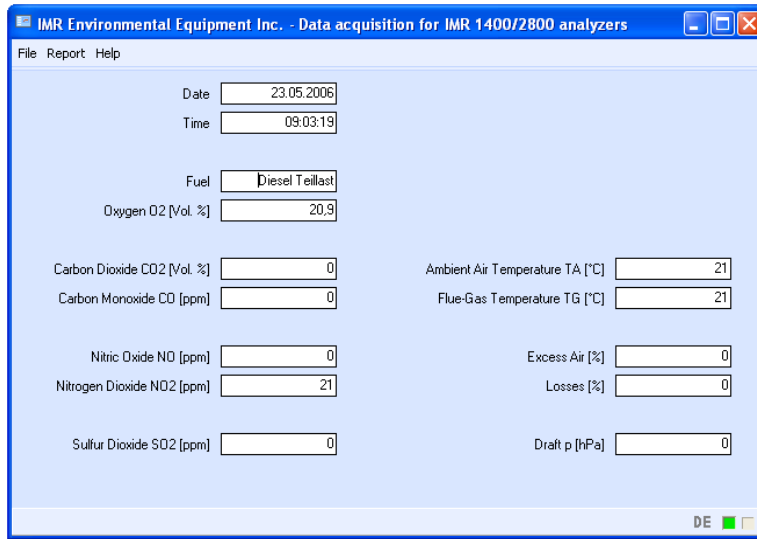 IMR Environmental Equipment Inc. - Data acquisition for IMR 1400/2800 analyzers
File Report Help
Date 23.05.2006
Time 09:03:19
Fuel Diesel Teillast
Oxygen O2 [Vol. %] 20,9
Carbon Dioxide CO2 [Vol. %] 0 Ambient Air Temperature TA [°C] 21
Carbon Monoxide CO [ppm] 0 Flue-Gas Temperature TG [°C] 21
Nitric Oxide NO [ppm] 0 Excess Air [%] 0
Nitrogen Dioxide NO2 [ppm] 21 Losses [%] 0
Sulfur Dioxide SO2 [ppm] 0 Draft p [hPa] 0
DE